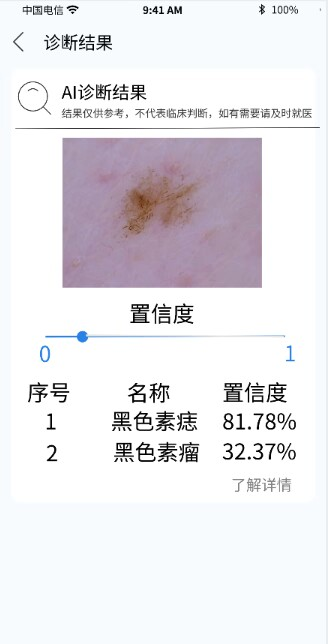 中国电信 9:41 AM 100%
诊断结果
AI诊断结果
结果仅供参考，不代表临床判断，如有需要请及时就医
置信度
0 1
序号 名称 置信度
1 黑色素痣 81.78%
2 黑色素瘤 32.37%
了解详情